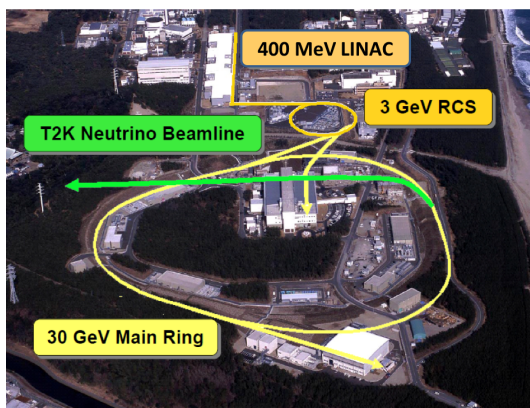 400 MeV LINAC
3 GeV RCS
T2K Neutrino Beamline
30 GeV Main Ring